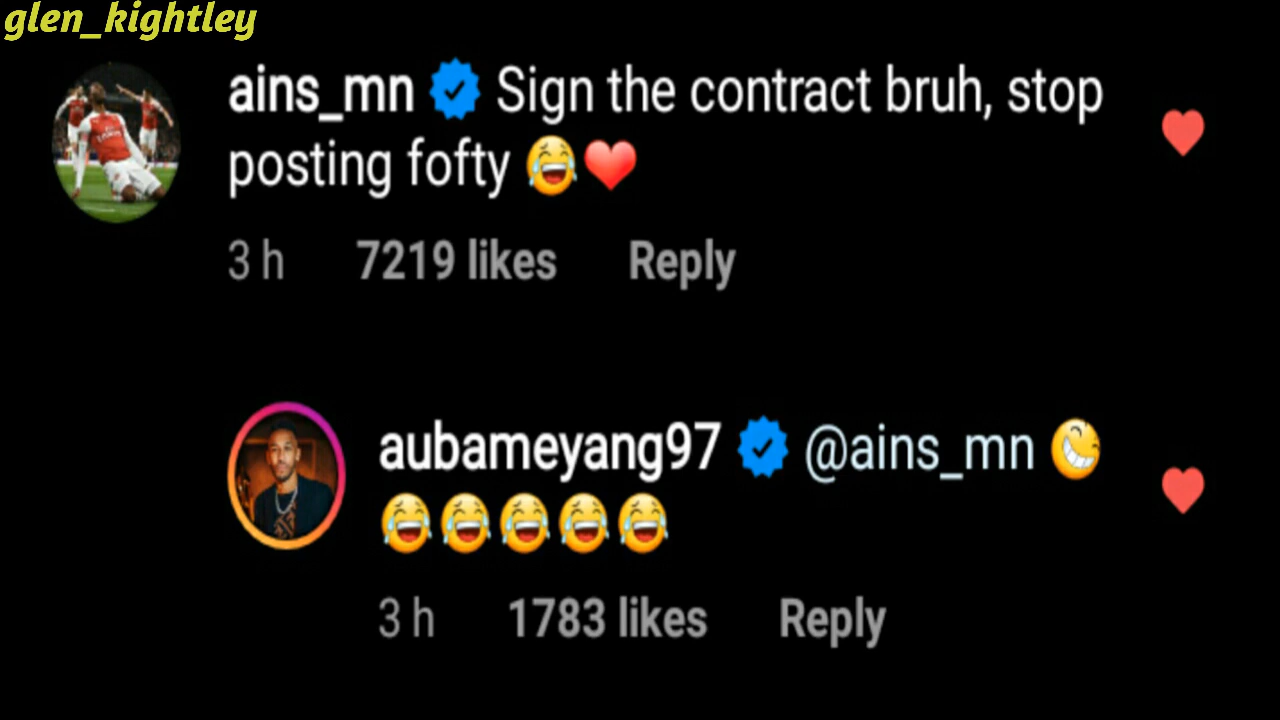 glen_kightley
ains_mn Sign the contract bruh, stop
posting fofty 😂❤️
3 h 7219 likes Reply
aubameyang97 @ains_mn 😆
😂😂😂😂😂
3 h 1783 likes Reply